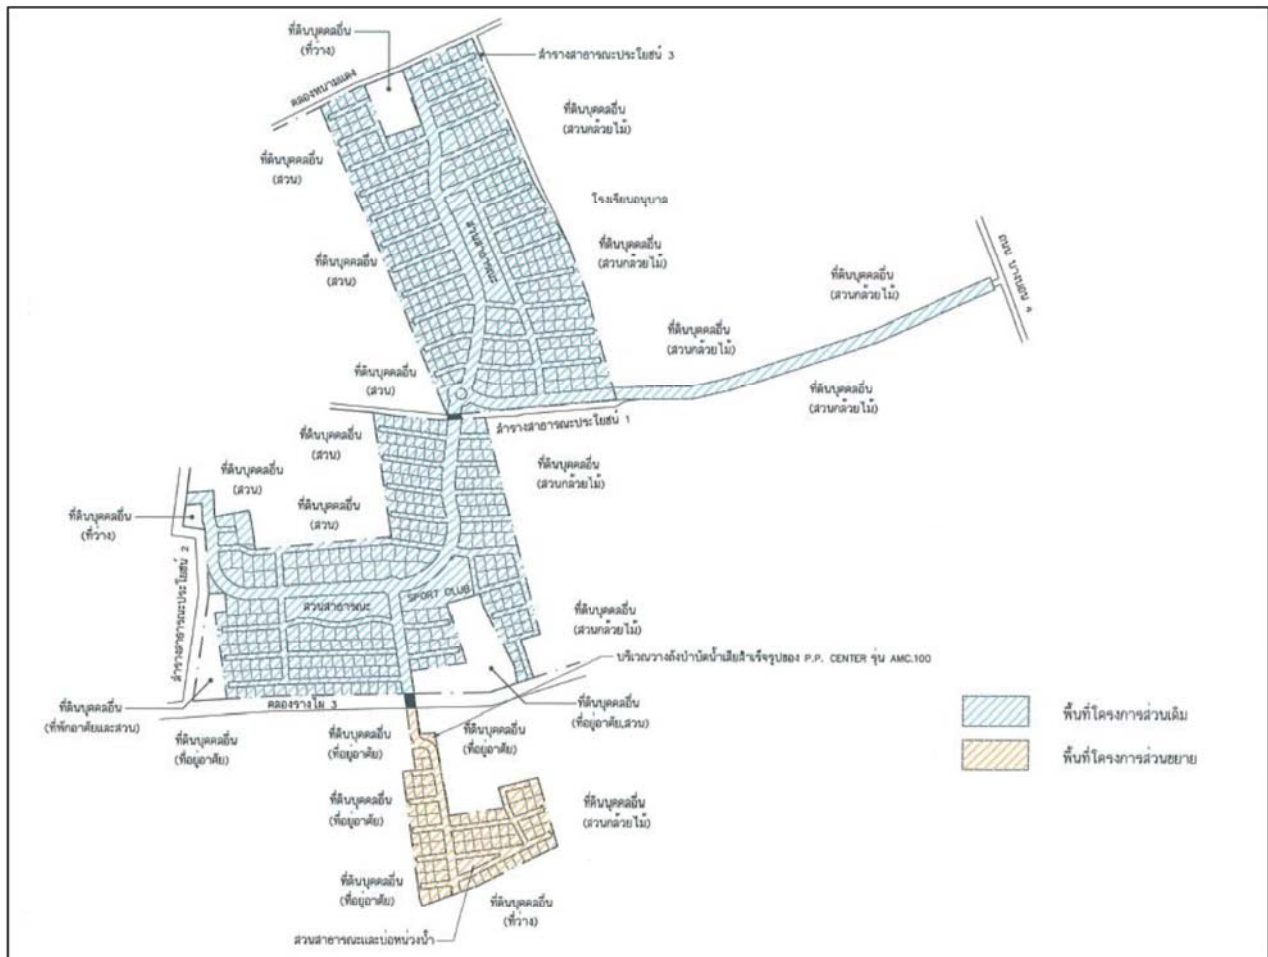 ที่ดินบุคคลอื่น
(ที่ว่าง)
ลำรางสาธารณะประโยชน์ 3
คลองหนามแดง
ที่ดินบุคคลอื่น
(สวนกล้วยไม้)
ที่ดินบุคคลอื่น
(สวน)
โรงเรียนอนุบาล
สวนสาธารณะ
ที่ดินบุคคลอื่น
(สวนกล้วยไม้)
ถนน บางบอน 4
ที่ดินบุคคลอื่น
(สวน)
ที่ดินบุคคลอื่น
(สวนกล้วยไม้)
ที่ดินบุคคลอื่น
(สวนกล้วยไม้)
ที่ดินบุคคลอื่น
(สวน)
ที่ดินบุคคลอื่น
(สวนกล้วยไม้)
ลำรางสาธารณะประโยชน์ 1
ที่ดินบุคคลอื่น
(สวน)
ที่ดินบุคคลอื่น
(สวนกล้วยไม้)
ที่ดินบุคคลอื่น
(สวน)
ที่ดินบุคคลอื่น
(สวน)
ที่ดินบุคคลอื่น
(ที่ว่าง)
ลำรางสาธารณะประโยชน์ 2
SPORT CLUB
สวนสาธารณะ
ที่ดินบุคคลอื่น
(สวนกล้วยไม้)
บริเวณวางถังบำบัดน้ำเสียสำเร็จรูปของ P.P. CENTER รุ่น AMC.100
คลองรางไผ่ 3
ที่ดินบุคคลอื่น
(ที่พักอาศัยและสวน)
ที่ดินบุคคลอื่น
(ที่อยู่อาศัย,สวน)
ที่ดินบุคคลอื่น
(ที่อยู่อาศัย)
ที่ดินบุคคลอื่น
(ที่อยู่อาศัย)
ที่ดินบุคคลอื่น
(ที่อยู่อาศัย)
พื้นที่โครงการส่วนเดิม
พื้นที่โครงการส่วนขยาย
ที่ดินบุคคลอื่น
(ที่อยู่อาศัย)
ที่ดินบุคคลอื่น
(สวนกล้วยไม้)
ที่ดินบุคคลอื่น
(ที่อยู่อาศัย)
ที่ดินบุคคลอื่น
(ที่ว่าง)
สวนสาธารณะและบ่อหน่วงน้ำ